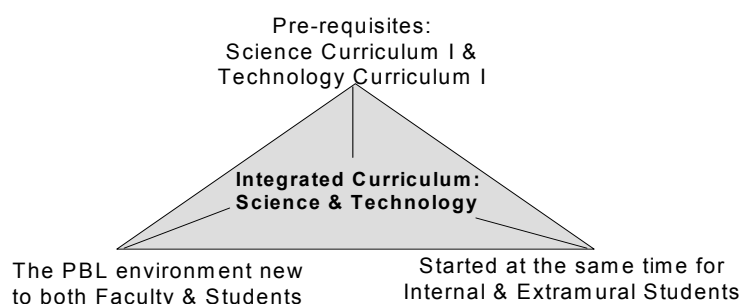 Pre-requisites:
Science Curriculum I &
Technology Curriculum I
Integrated Curriculum:
Science & Technology
The PBL environment new
to both Faculty & Students
Started at the same time for
Internal & Extramural Students